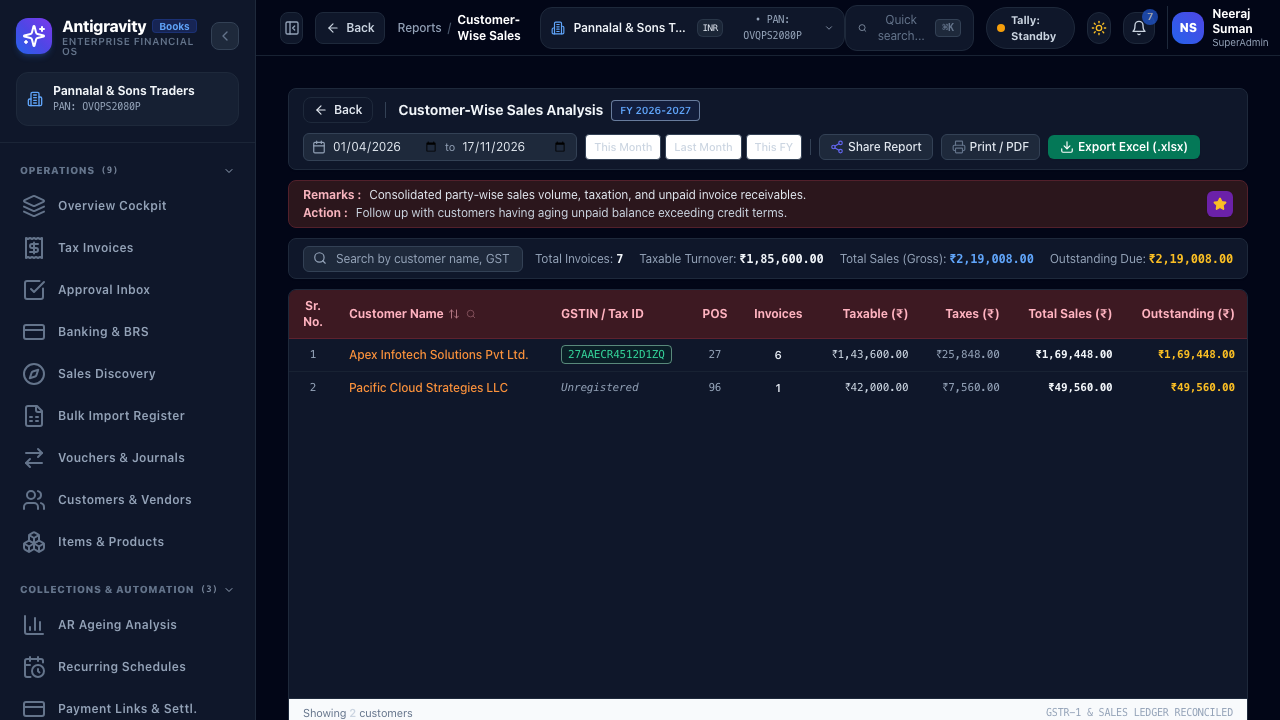 Antigravity Books
ENTERPRISE FINANCIAL OS
Pannalal & Sons Traders
PAN: OVQPS2080P
OPERATIONS (9)
Overview Cockpit
Tax Invoices
Approval Inbox
Banking & BRS
Sales Discovery
Bulk Import Register
Vouchers & Journals
Customers & Vendors
Items & Products
COLLECTIONS & AUTOMATION (3)
AR Ageing Analysis
Recurring Schedules
Payment Links & Settl.
Back
Reports / Customer-Wise Sales
Pannalal & Sons T... INR • PAN: OVQPS2080P
Quick search... ⌘K
Tally: Standby
7
NS
Neeraj Suman
SuperAdmin
Back
Customer-Wise Sales Analysis FY 2026-2027
01/04/2026 to 17/11/2026 This Month Last Month This FY Share Report Print / PDF Export Excel (.xlsx)
Remarks : Consolidated party-wise sales volume, taxation, and unpaid invoice receivables.
Action : Follow up with customers having aging unpaid balance exceeding credit terms.
Search by customer name, GST Total Invoices: 7 Taxable Turnover: ₹1,85,600.00 Total Sales (Gross): ₹2,19,008.00 Outstanding Due: ₹2,19,008.00
Sr. No. Customer Name GSTIN / Tax ID POS Invoices Taxable (₹) Taxes (₹) Total Sales (₹) Outstanding (₹)
1 Apex Infotech Solutions Pvt Ltd. 27AAECR4512D1ZQ 27 6 ₹1,43,600.00 ₹25,848.00 ₹1,69,448.00 ₹1,69,448.00
2 Pacific Cloud Strategies LLC Unregistered 96 1 ₹42,000.00 ₹7,560.00 ₹49,560.00 ₹49,560.00
Showing 2 customers
GSTR-1 & SALES LEDGER RECONCILED